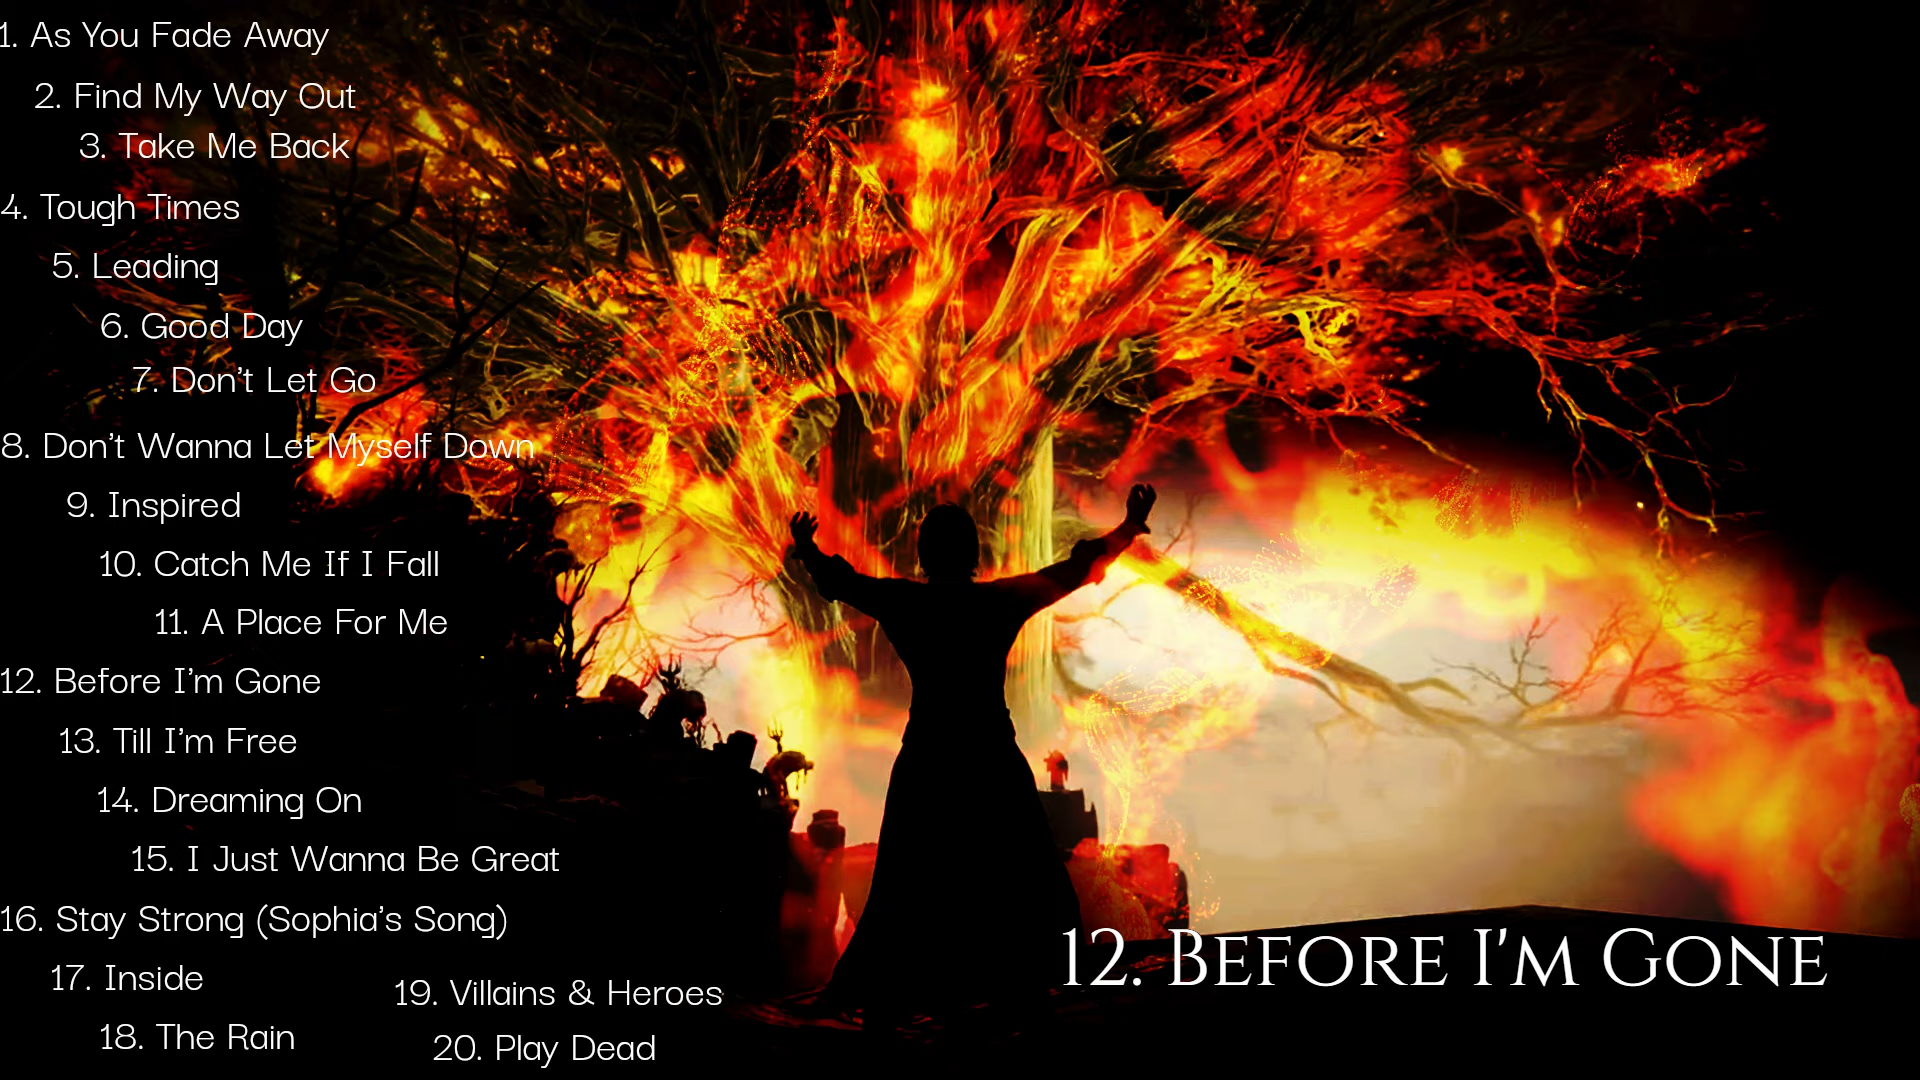 1. As You Fade Away
2. Find My Way Out
3. Take Me Back
4. Tough Times
5. Leading
6. Good Day
7. Don't Let Go
8. Don't Wanna Let Myself Down
9. Inspired
10. Catch Me If I Fall
11. A Place For Me
12. Before I'm Gone
13. Till I'm Free
14. Dreaming On
15. I Just Wanna Be Great
16. Stay Strong (Sophia's Song)
17. Inside
18. The Rain
19. Villains & Heroes
20. Play Dead
12. Before I'm Gone